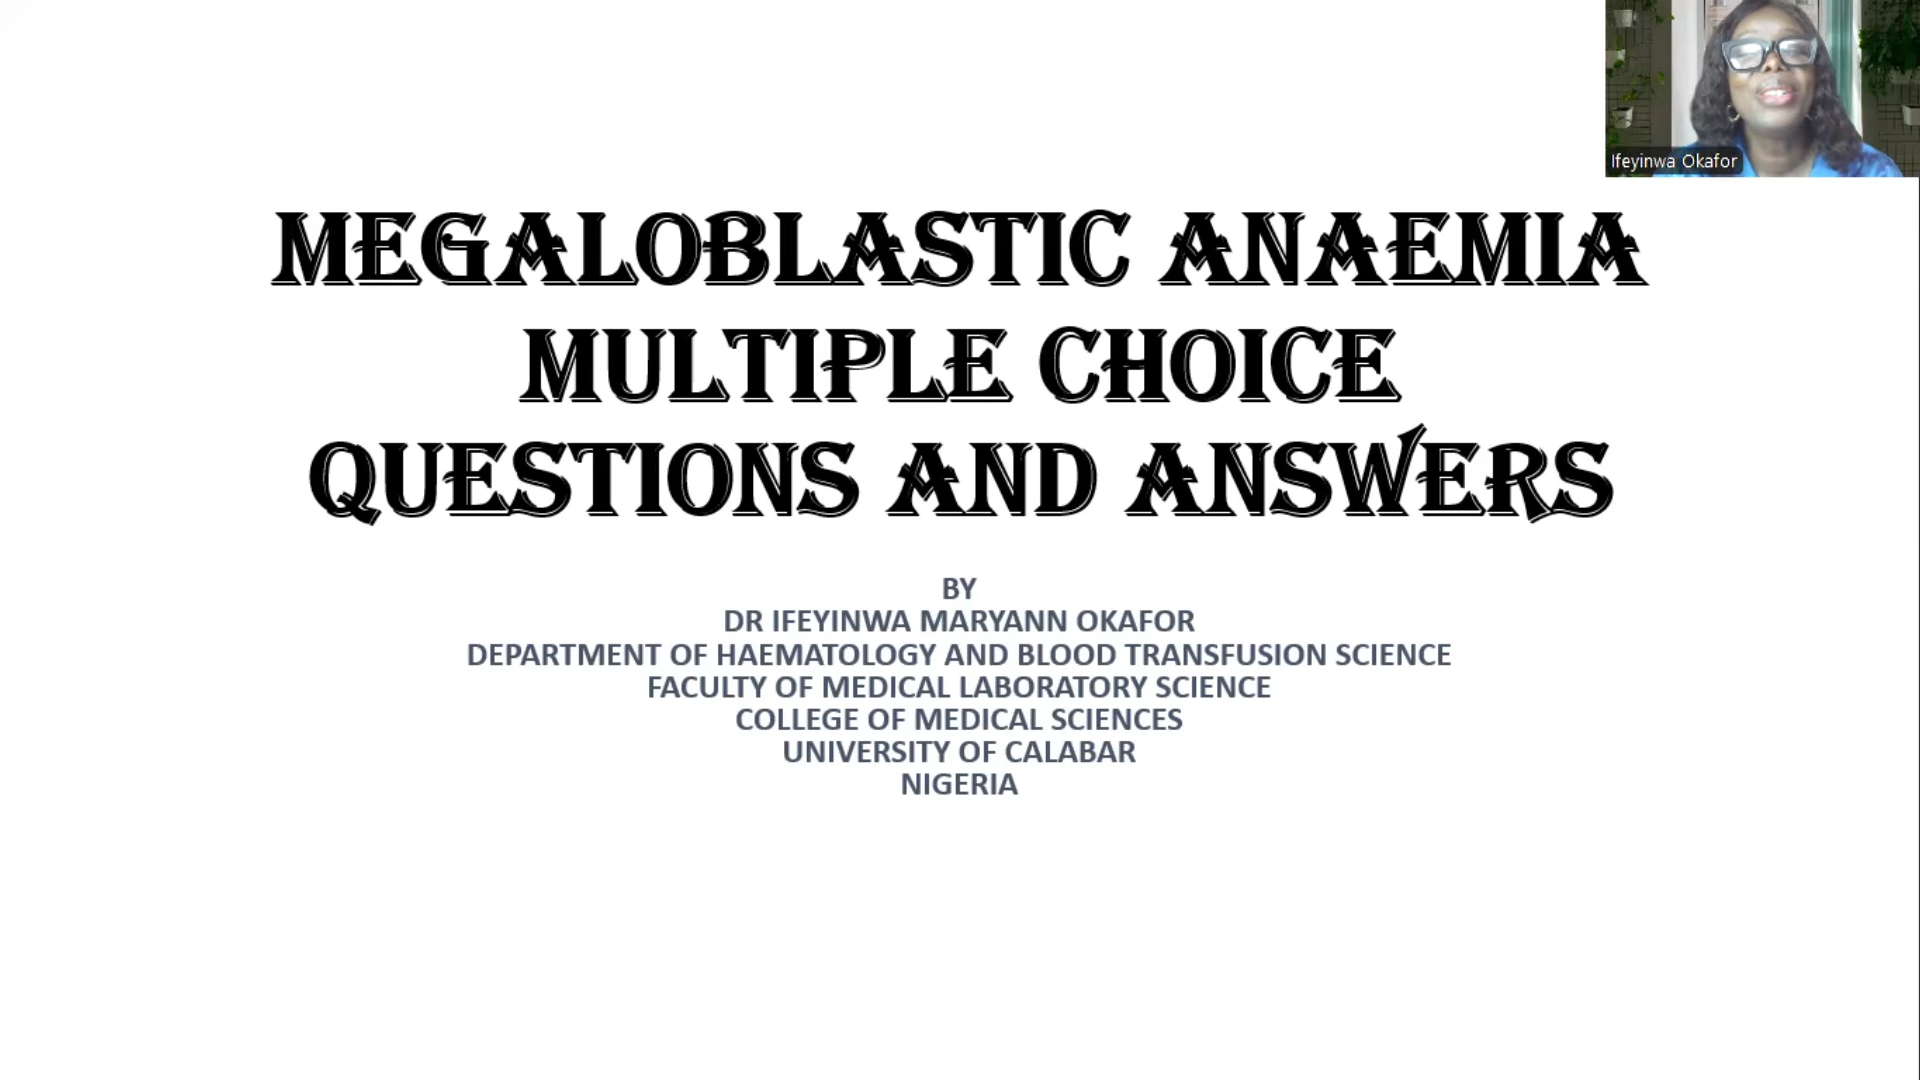 Ifeyinwa Okafor
MEGALOBLASTIC ANAEMIA
MULTIPLE CHOICE
QUESTIONS AND ANSWERS
BY
DR IFEYINWA MARYANN OKAFOR
DEPARTMENT OF HAEMATOLOGY AND BLOOD TRANSFUSION SCIENCE
FACULTY OF MEDICAL LABORATORY SCIENCE
COLLEGE OF MEDICAL SCIENCES
UNIVERSITY OF CALABAR
NIGERIA